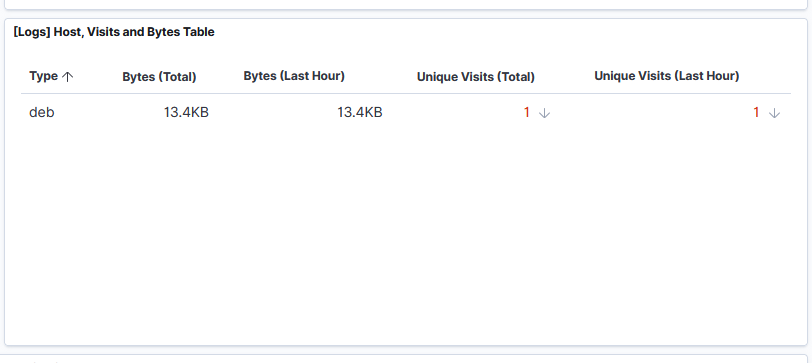 [Logs] Host, Visits and Bytes Table
Type Bytes (Total) Bytes (Last Hour) Unique Visits (Total) Unique Visits (Last Hour)
deb 13.4KB 13.4KB 1 1